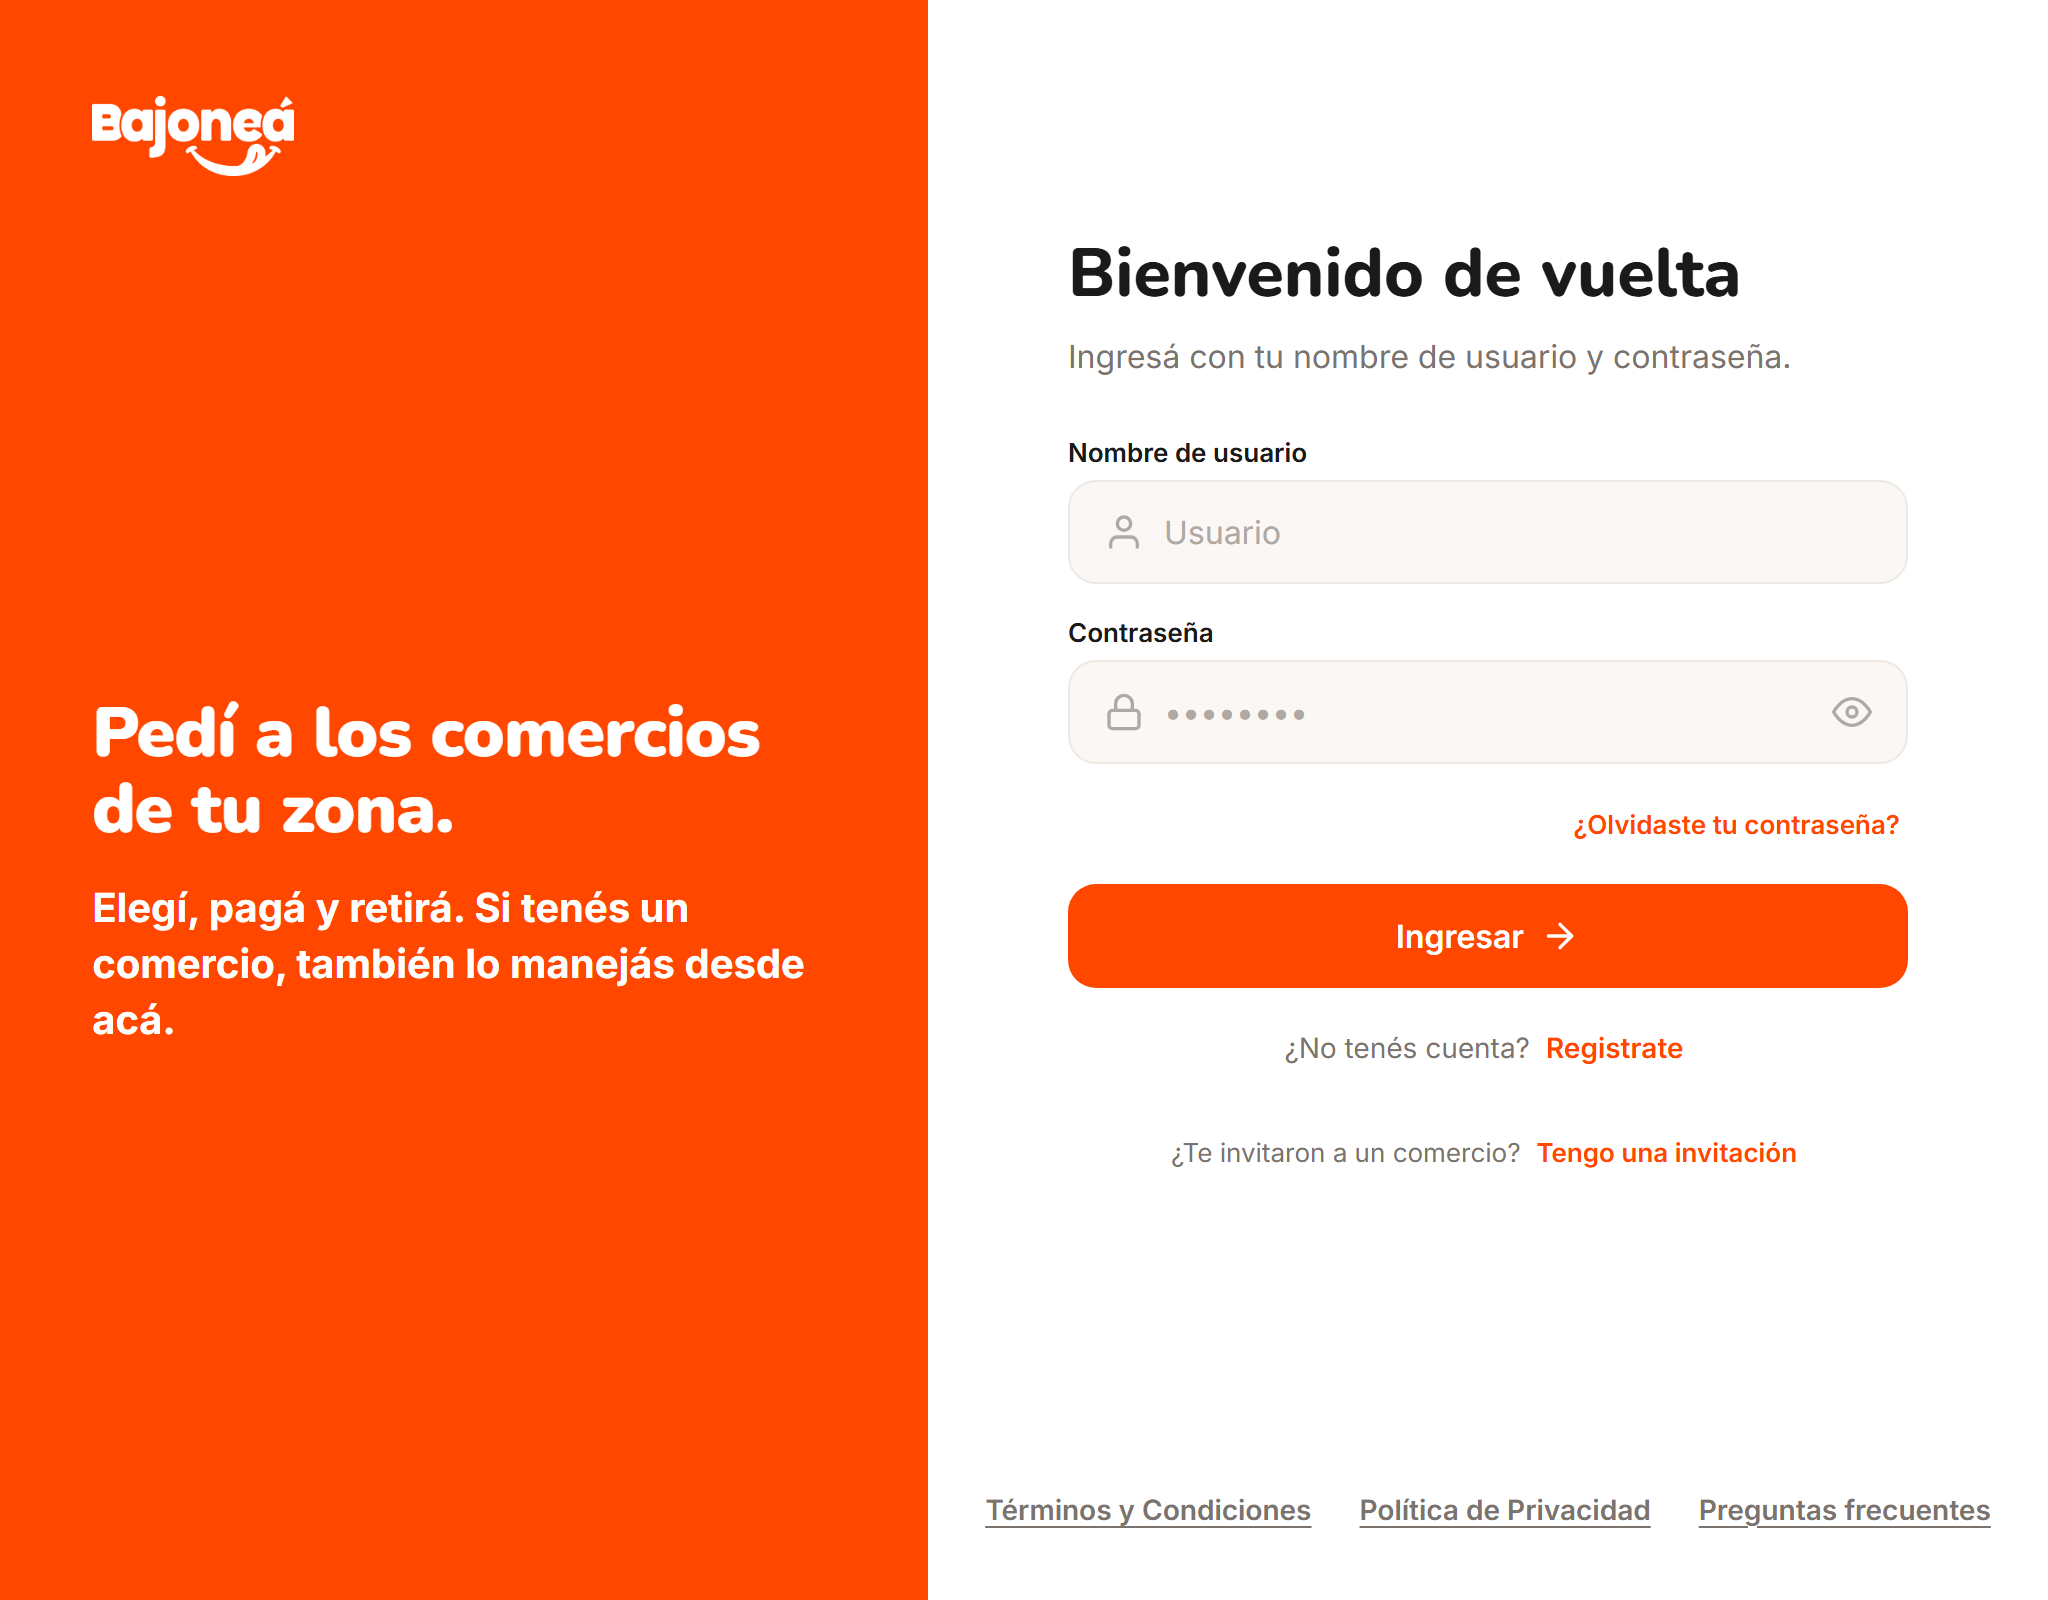 Bajoneá
Pedí a los comercios
de tu zona.
Elegí, pagá y retirá. Si tenés un
comercio, también lo manejás desde
acá.
Bienvenido de vuelta
Ingresá con tu nombre de usuario y contraseña.
Nombre de usuario
Usuario
Contraseña
••••••••
¿Olvidaste tu contraseña?
Ingresar →
¿No tenés cuenta? Registrate
¿Te invitaron a un comercio? Tengo una invitación
Términos y Condiciones Política de Privacidad Preguntas frecuentes